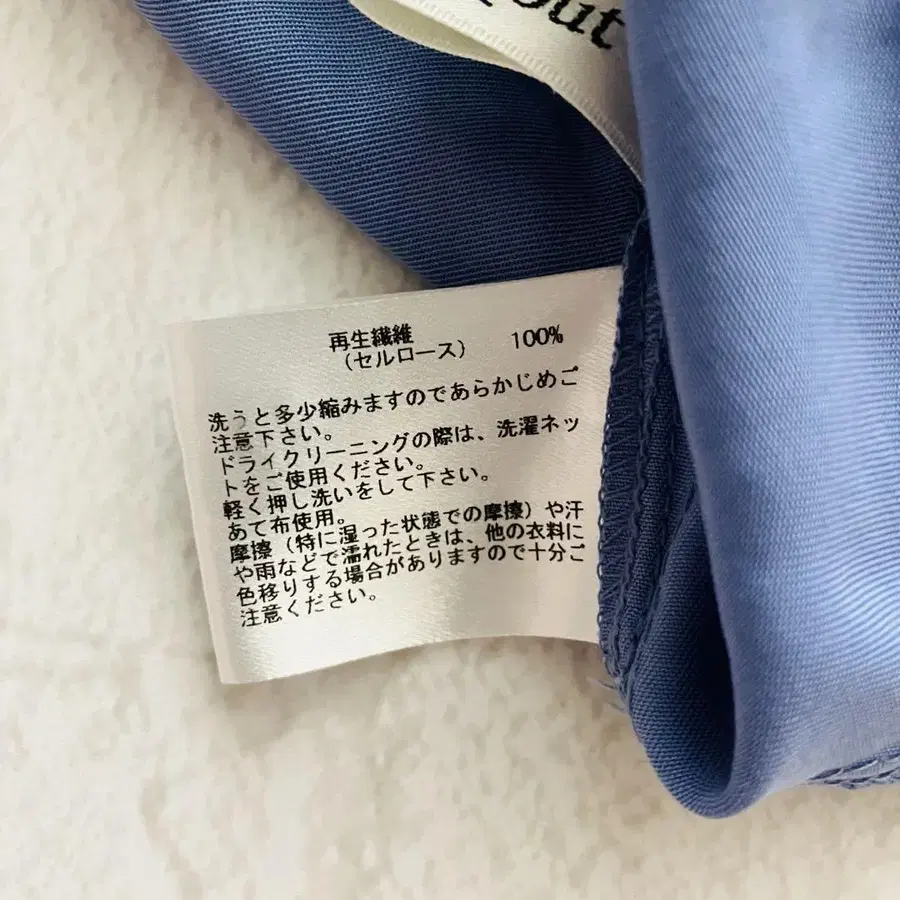 out
再生繊維
（セルロース） 100%
洗うと多少縮みますのであらかじめご
注意下さい。
ドライクリーニングの際は、洗濯ネッ
トをご使用ください。
軽く押し洗いをして下さい。
あて布使用。
摩擦（特に湿った状態での摩擦）や汗
や雨などで濡れたときは、他の衣料に
色移りする場合がありますので十分ご
注意ください。